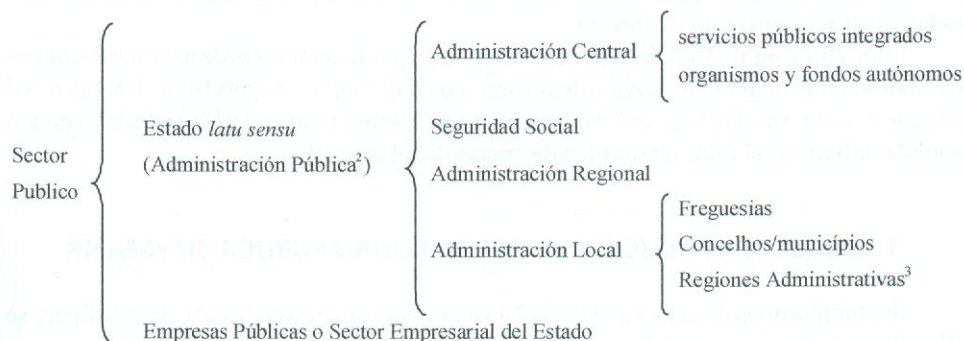 Sector
Publico
Estado latu sensu
(Administración Pública²)
Administración Central
servicios públicos integrados
organismos y fondos autónomos
Seguridad Social
Administración Regional
Administración Local
Freguesias
Concelhos/municípios
Regiones Administrativas³
Empresas Públicas o Sector Empresarial del Estado